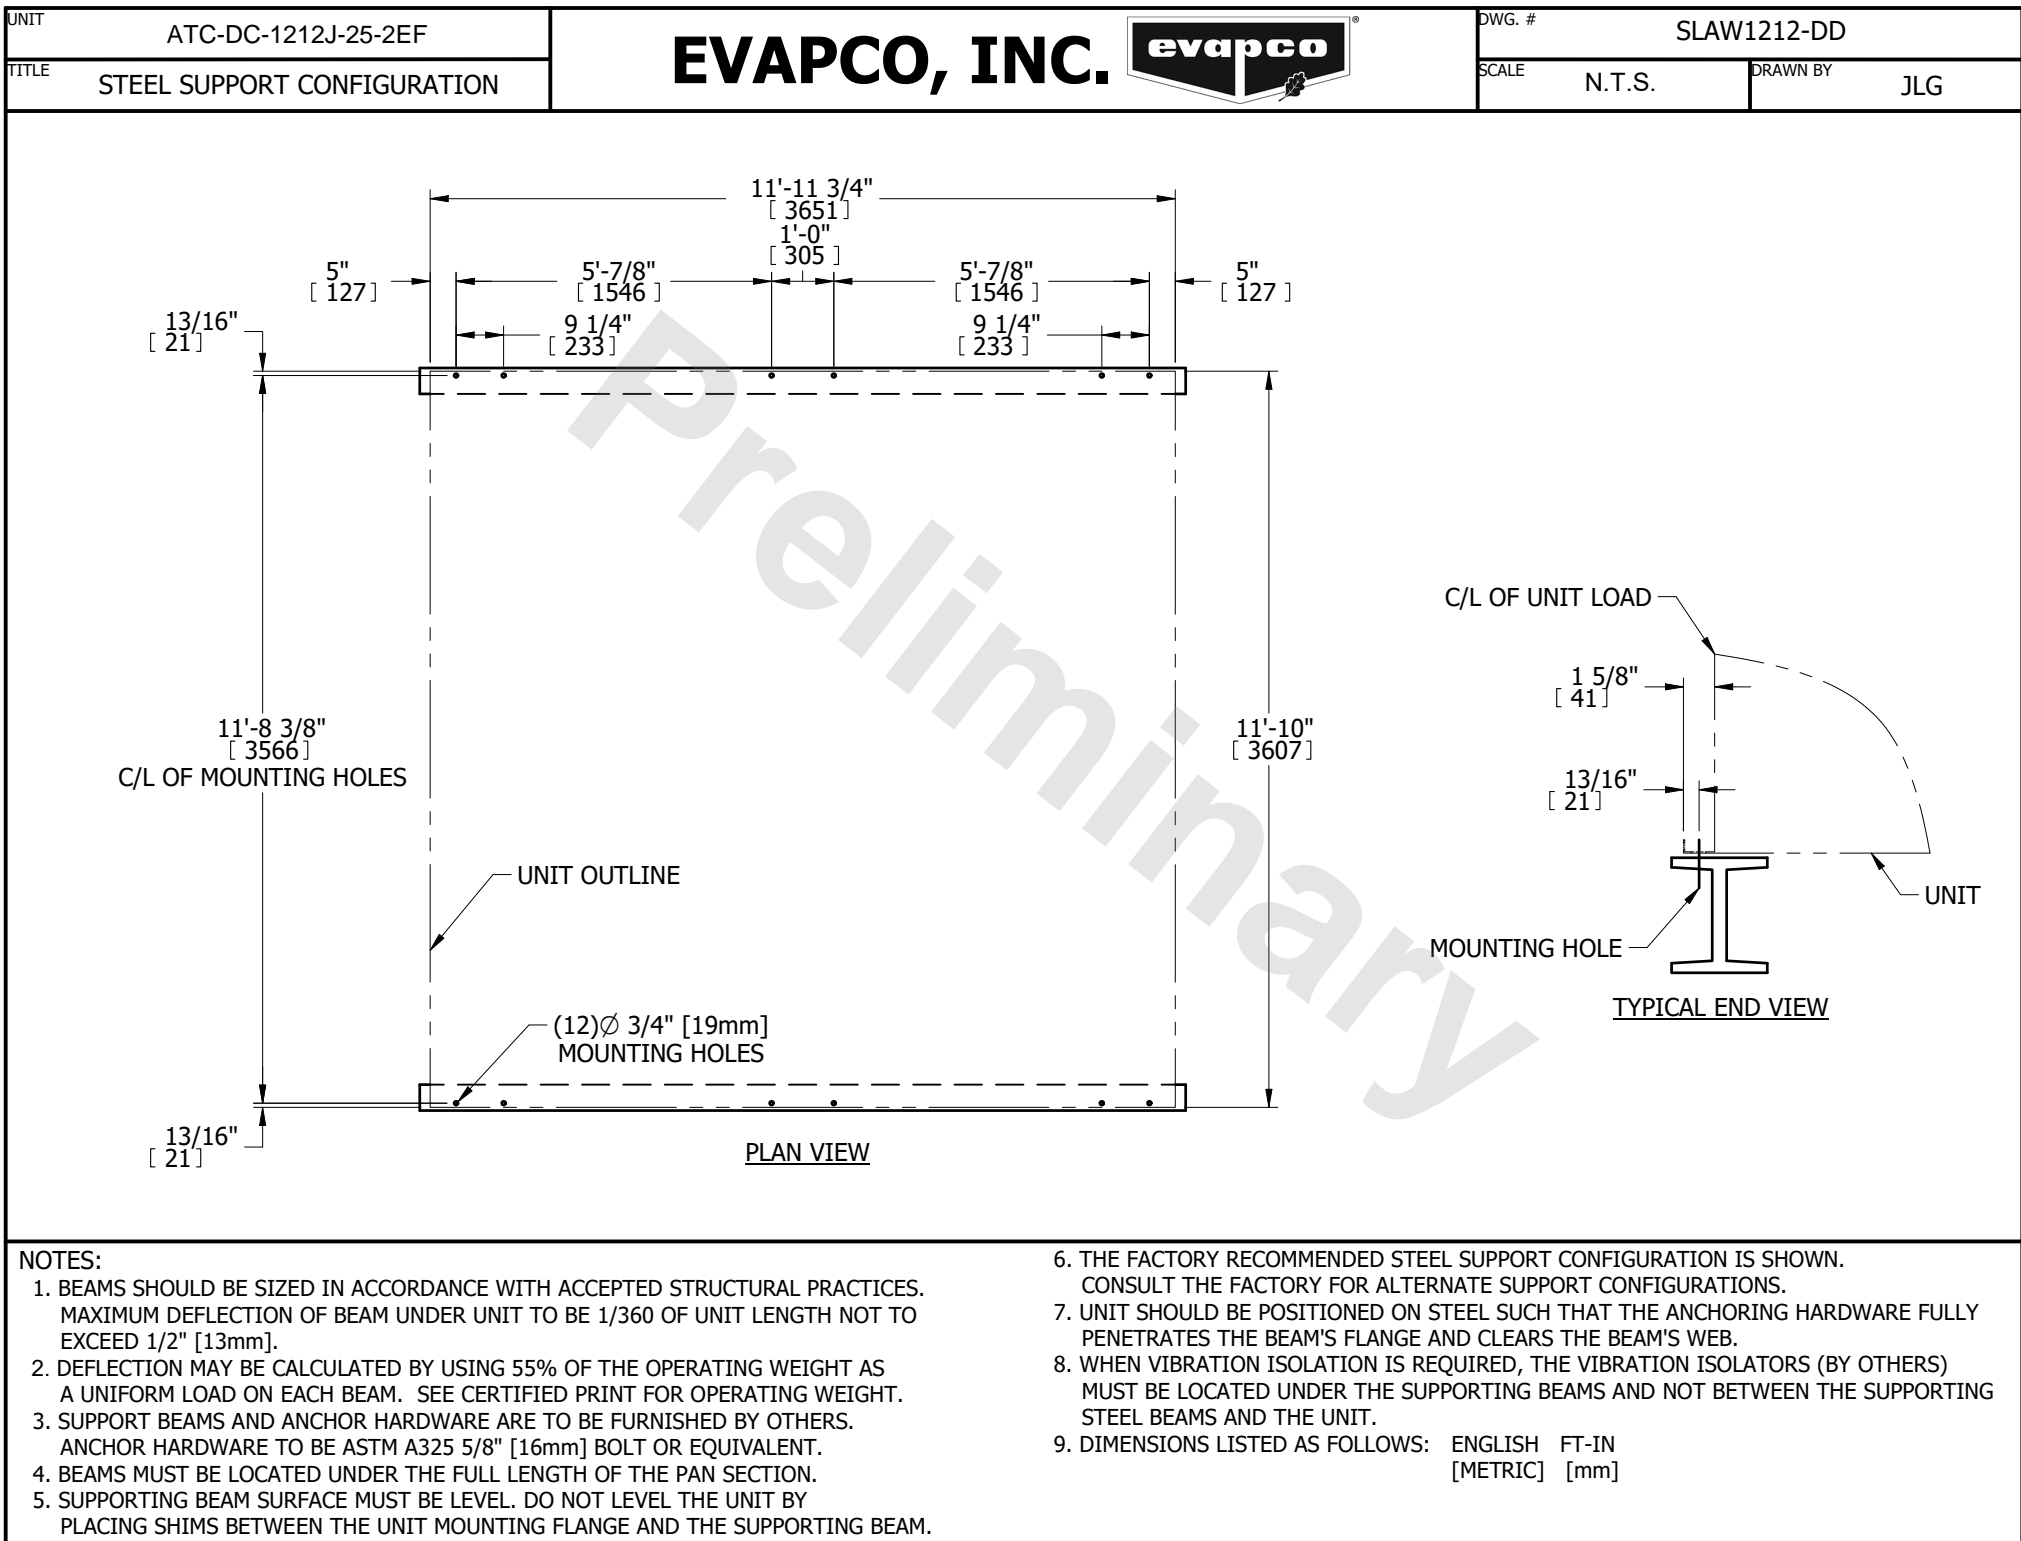 UNIT
ATC-DC-1212J-25-2EF
TITLE
STEEL SUPPORT CONFIGURATION
EVAPCO, INC.
evapco
®
DWG. #
SLAW1212-DD
SCALE
N.T.S.
DRAWN BY
JLG
11'-11 3/4"
[ 3651]
1'-0"
[ 305 ]
5"
[ 127]
5'-7/8"
[ 1546 ]
5'-7/8"
[ 1546 ]
5"
[ 127 ]
13/16"
[ 21]
9 1/4"
[ 233]
9 1/4"
[ 233 ]
Preliminary
11'-8 3/8"
[ 3566]
C/L OF MOUNTING HOLES
11'-10"
[ 3607]
UNIT OUTLINE
(12)∅ 3/4" [19mm]
MOUNTING HOLES
13/16"
[ 21]
PLAN VIEW
C/L OF UNIT LOAD
1 5/8"
[ 41]
13/16"
[ 21]
UNIT
MOUNTING HOLE
TYPICAL END VIEW
NOTES:
1. BEAMS SHOULD BE SIZED IN ACCORDANCE WITH ACCEPTED STRUCTURAL PRACTICES.
MAXIMUM DEFLECTION OF BEAM UNDER UNIT TO BE 1/360 OF UNIT LENGTH NOT TO
EXCEED 1/2" [13mm].
2. DEFLECTION MAY BE CALCULATED BY USING 55% OF THE OPERATING WEIGHT AS
A UNIFORM LOAD ON EACH BEAM. SEE CERTIFIED PRINT FOR OPERATING WEIGHT.
3. SUPPORT BEAMS AND ANCHOR HARDWARE ARE TO BE FURNISHED BY OTHERS.
ANCHOR HARDWARE TO BE ASTM A325 5/8" [16mm] BOLT OR EQUIVALENT.
4. BEAMS MUST BE LOCATED UNDER THE FULL LENGTH OF THE PAN SECTION.
5. SUPPORTING BEAM SURFACE MUST BE LEVEL. DO NOT LEVEL THE UNIT BY
PLACING SHIMS BETWEEN THE UNIT MOUNTING FLANGE AND THE SUPPORTING BEAM.
6. THE FACTORY RECOMMENDED STEEL SUPPORT CONFIGURATION IS SHOWN.
CONSULT THE FACTORY FOR ALTERNATE SUPPORT CONFIGURATIONS.
7. UNIT SHOULD BE POSITIONED ON STEEL SUCH THAT THE ANCHORING HARDWARE FULLY
PENETRATES THE BEAM'S FLANGE AND CLEARS THE BEAM'S WEB.
8. WHEN VIBRATION ISOLATION IS REQUIRED, THE VIBRATION ISOLATORS (BY OTHERS)
MUST BE LOCATED UNDER THE SUPPORTING BEAMS AND NOT BETWEEN THE SUPPORTING
STEEL BEAMS AND THE UNIT.
9. DIMENSIONS LISTED AS FOLLOWS: ENGLISH FT-IN
[METRIC] [mm]